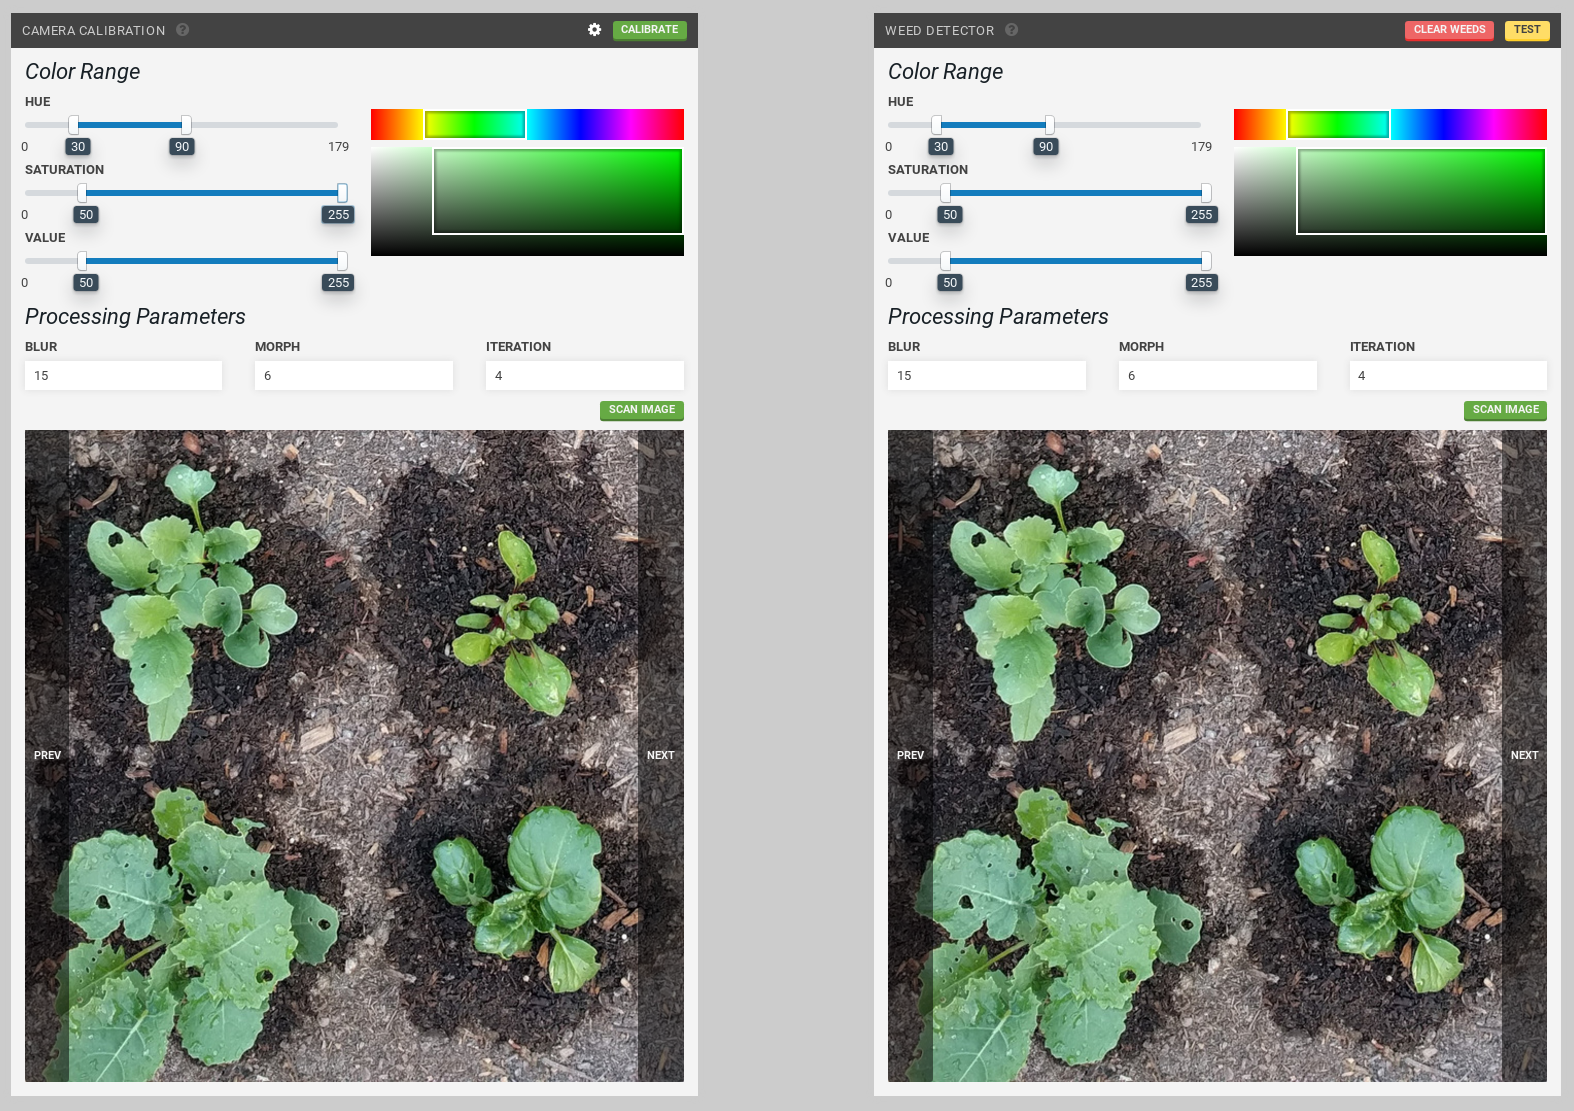 CAMERA CALIBRATION ?
CALIBRATE
Color Range
HUE
0 30 90 179
SATURATION
0 50 255
VALUE
0 50 255
Processing Parameters
BLUR MORPH ITERATION
15 6 4
SCAN IMAGE
PREV NEXT
WEED DETECTOR ?
CLEAR WEEDS TEST
Color Range
HUE
0 30 90 179
SATURATION
0 50 255
VALUE
0 50 255
Processing Parameters
BLUR MORPH ITERATION
15 6 4
SCAN IMAGE
PREV NEXT